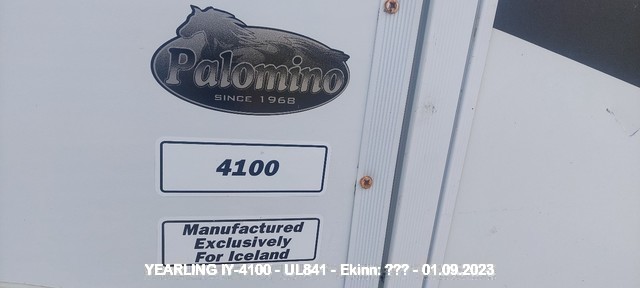 Palomino
SINCE 1968
4100
Manufactured
Exclusively
For Iceland
YEARLING IY-4100 - UL841 - Ekinn: ??? - 01.09.2023